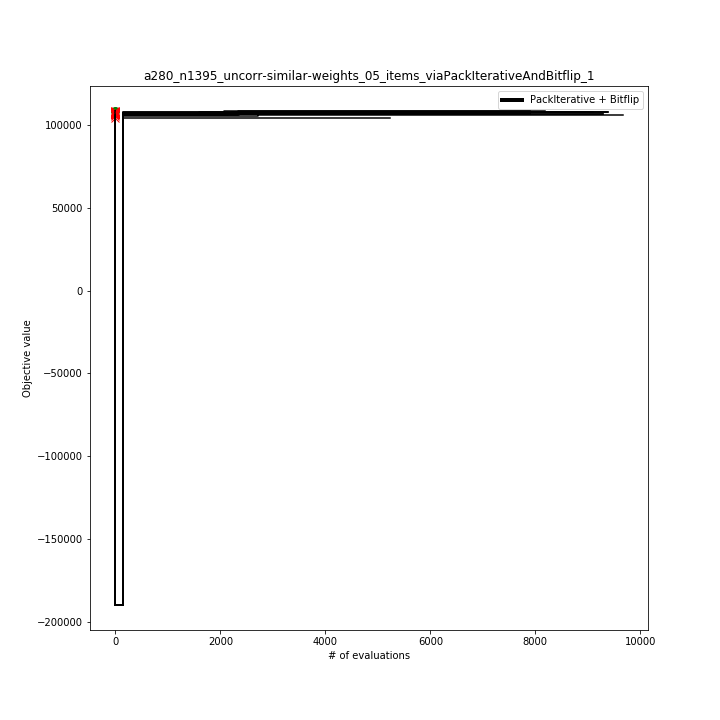 a280_n1395_uncorr-similar-weights_05_items_viaPackIterativeAndBitflip_1
PackIterative + Bitflip
100000
50000
0
−50000
−100000
−150000
−200000
Objective value
0 2000 4000 6000 8000 10000
# of evaluations